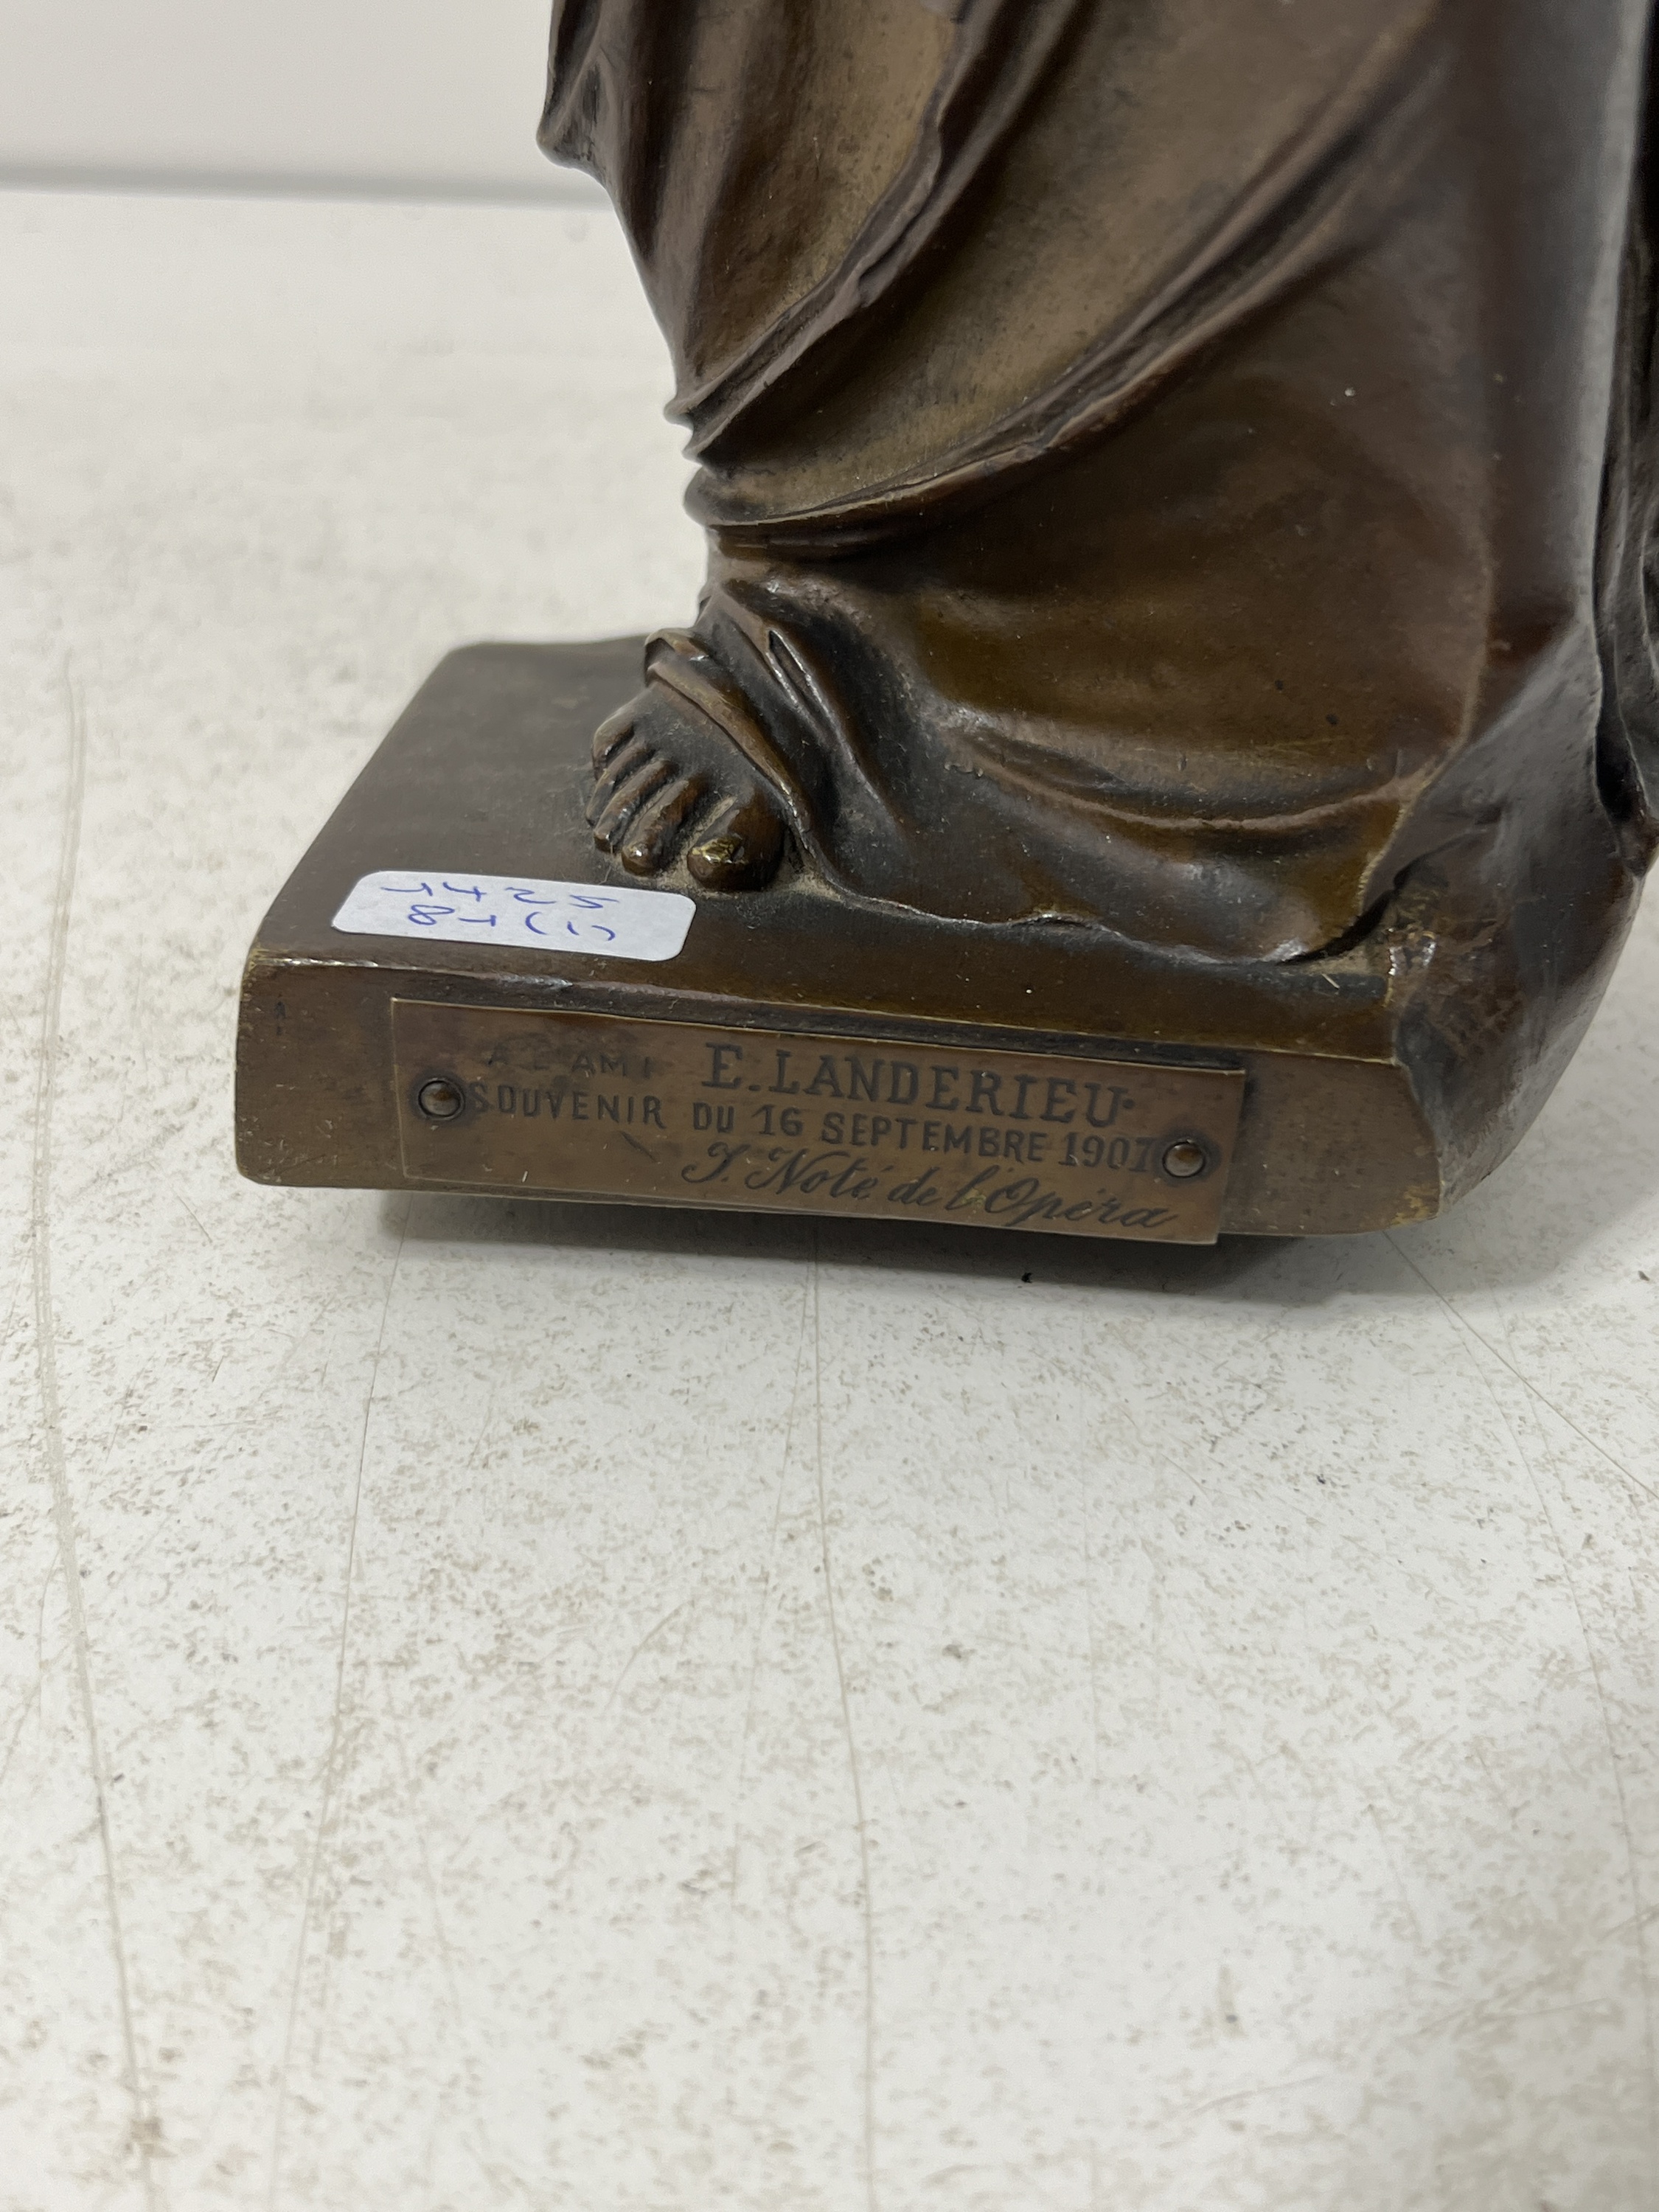 A L'AMI E. LANDERIEU.
SOUVENIR DU 16 SEPTEMBRE 1907
J. Noté de l'Opéra